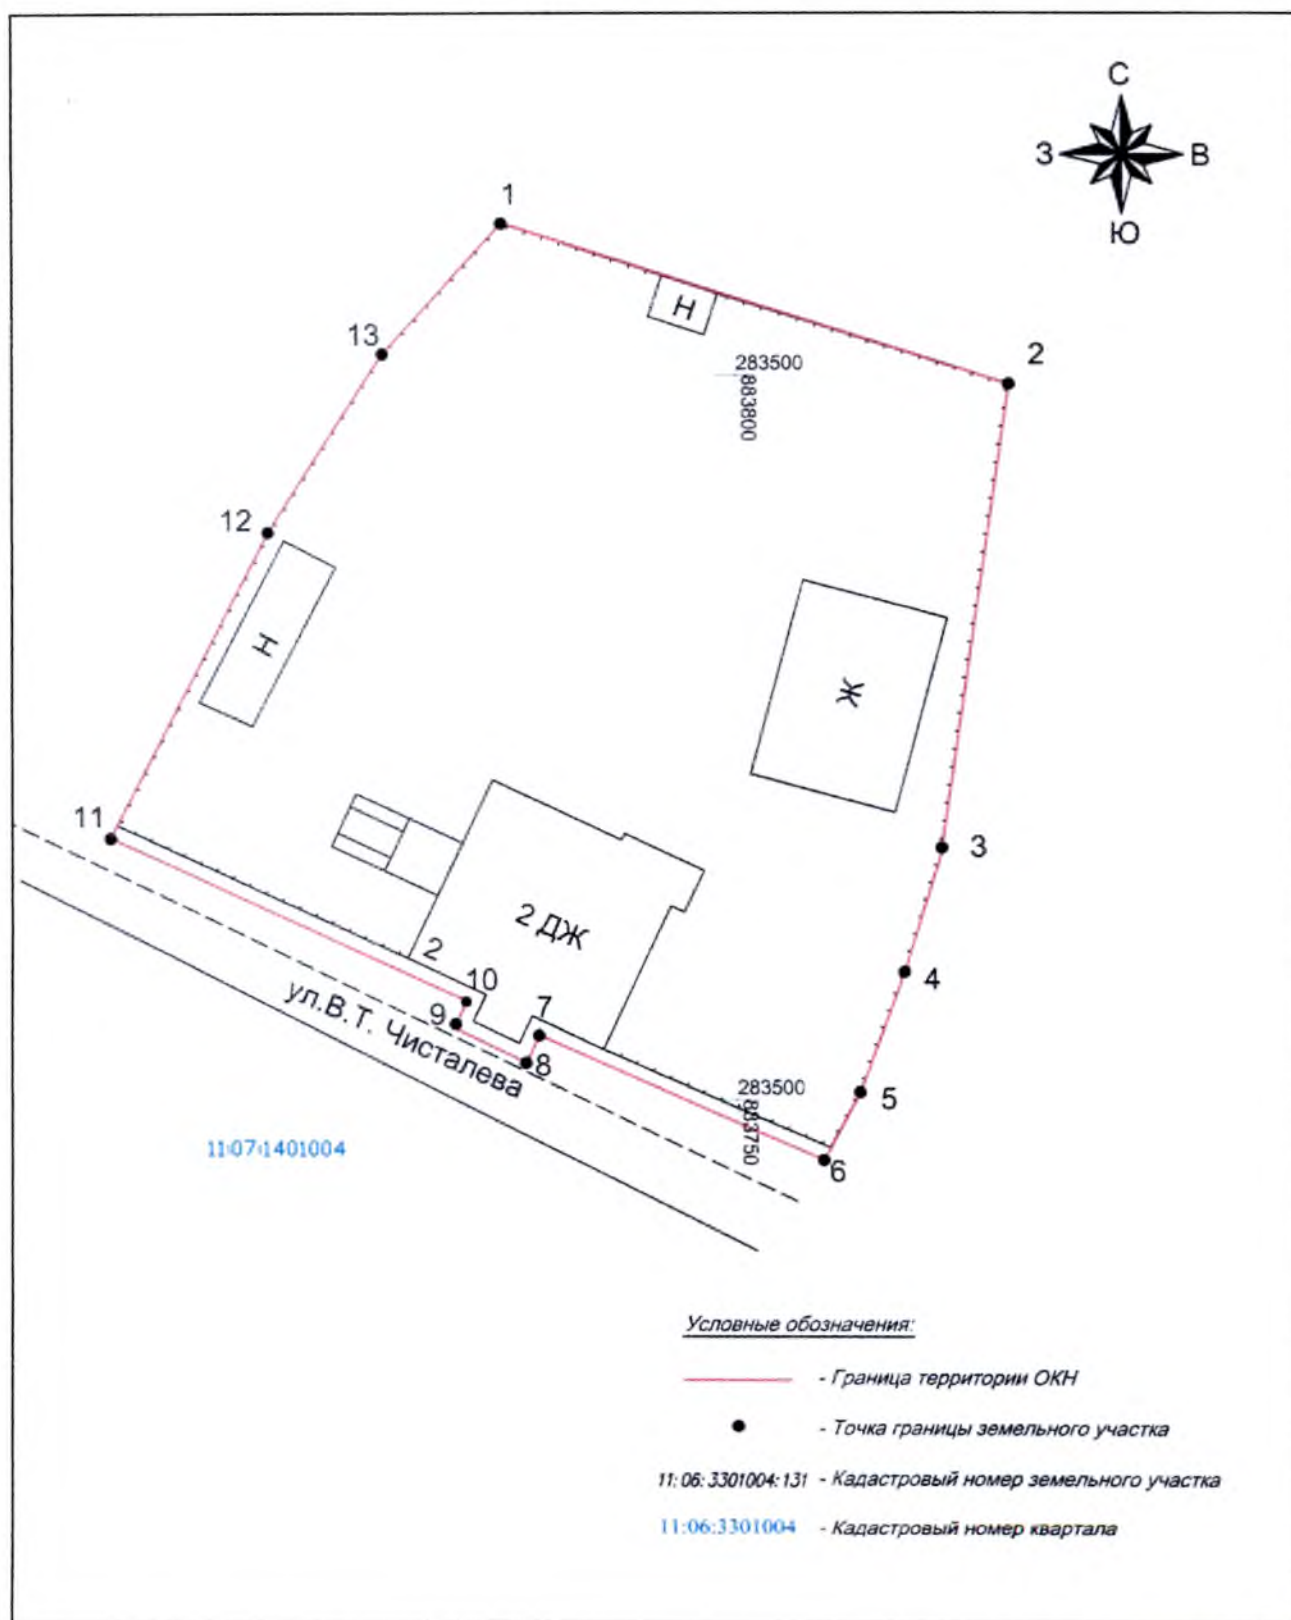 С
З В
Ю
1
Н
13
2
283500
883800
12
Н
Ж
11
3
2 ДЖ
2
4
10
9
7
ул.В.Т. Чисталева
8
5
283500
883750
6
11:07:1401004
Условные обозначения:
- Граница территории ОКН
- Точка границы земельного участка
11:06:3301004:131 - Кадастровый номер земельного участка
11:06:3301004 - Кадастровый номер квартала